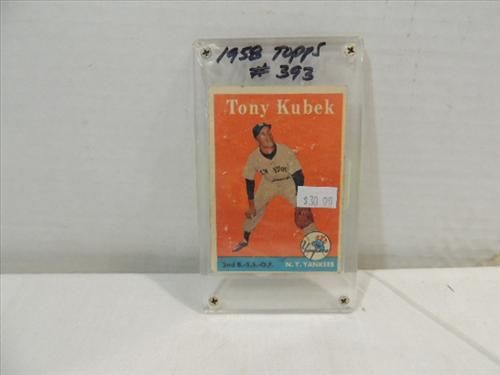 1958 TOPPS
# 393
Tony Kubek
$30.00
2nd B.-S.S.-O.F.
N.Y. YANKEES